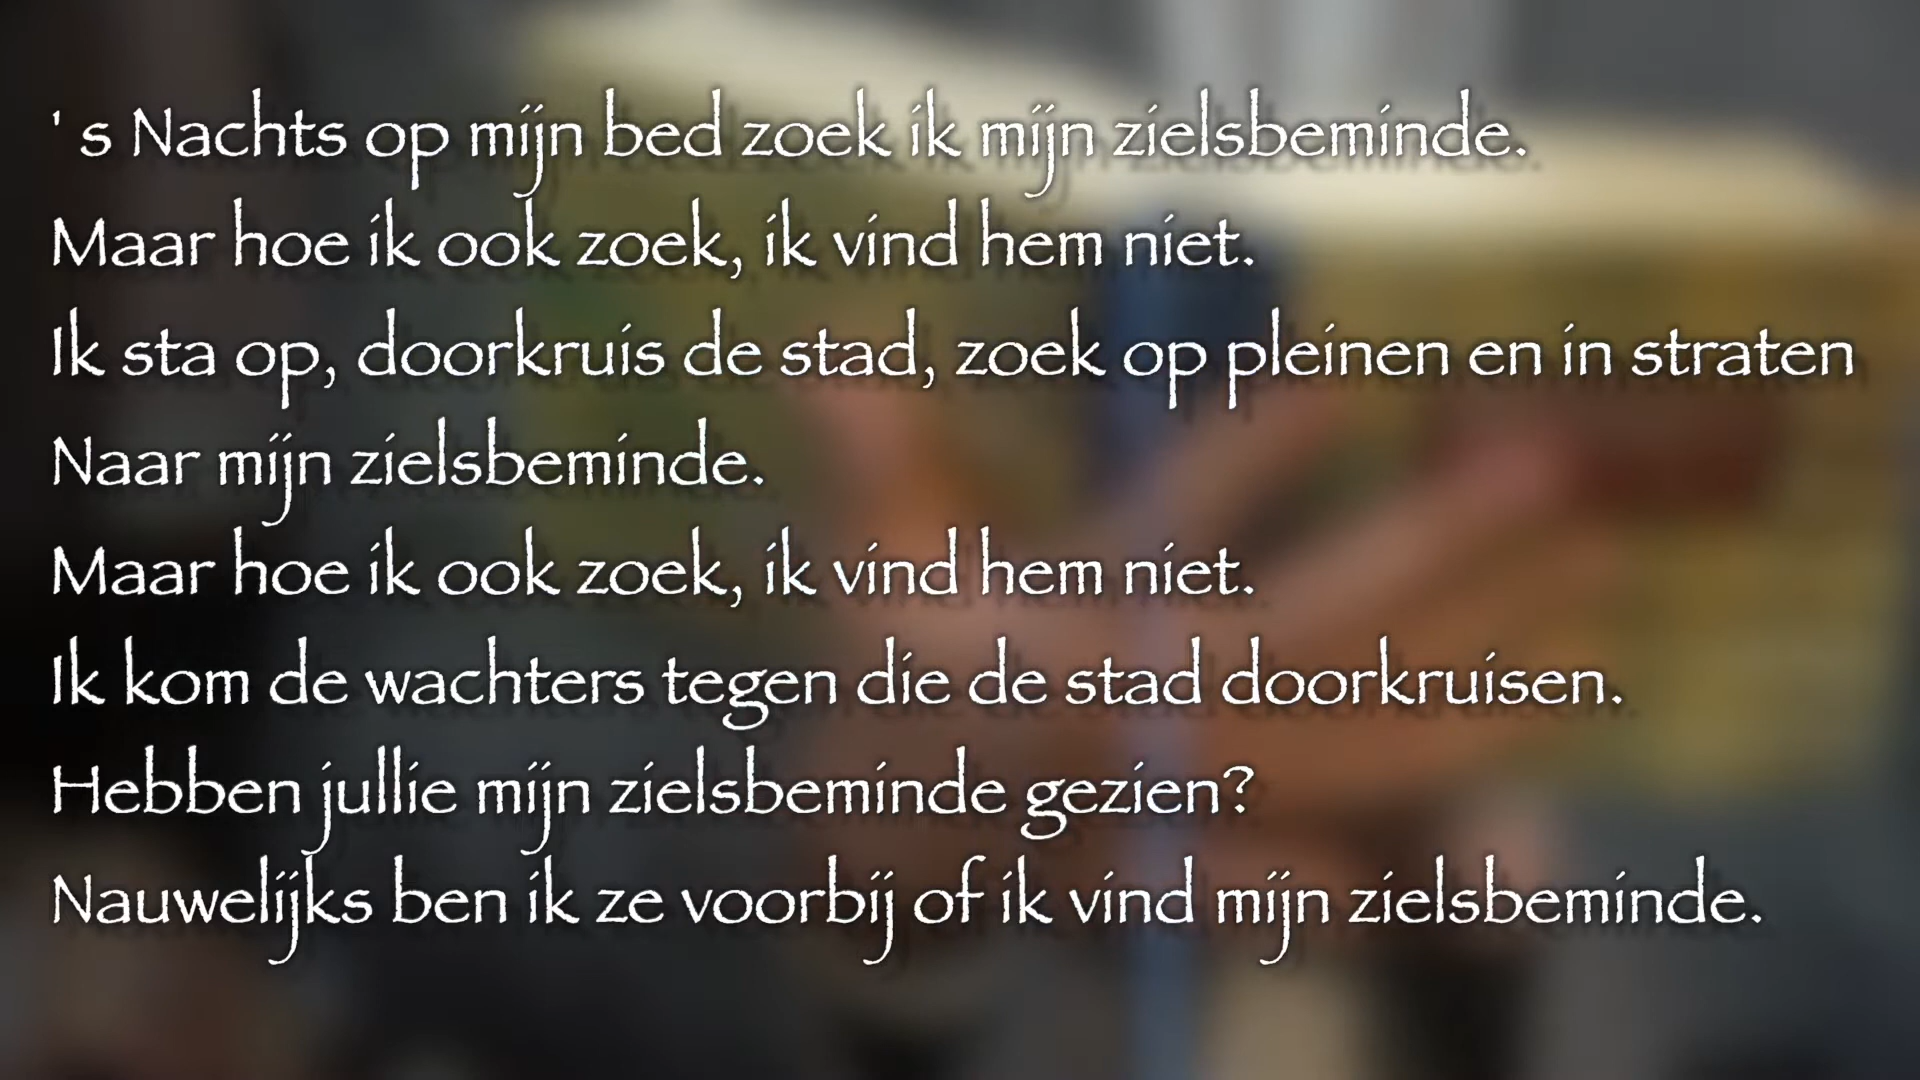 ' s Nachts op mijn bed zoek ik mijn zielsbeminde.
Maar hoe ik ook zoek, ik vind hem niet.
Ik sta op, doorkruis de stad, zoek op pleinen en in straten
Naar mijn zielsbeminde.
Maar hoe ik ook zoek, ik vind hem niet.
Ik kom de wachters tegen die de stad doorkruisen.
Hebben jullie mijn zielsbeminde gezien?
Nauwelijks ben ik ze voorbij of ik vind mijn zielsbeminde.